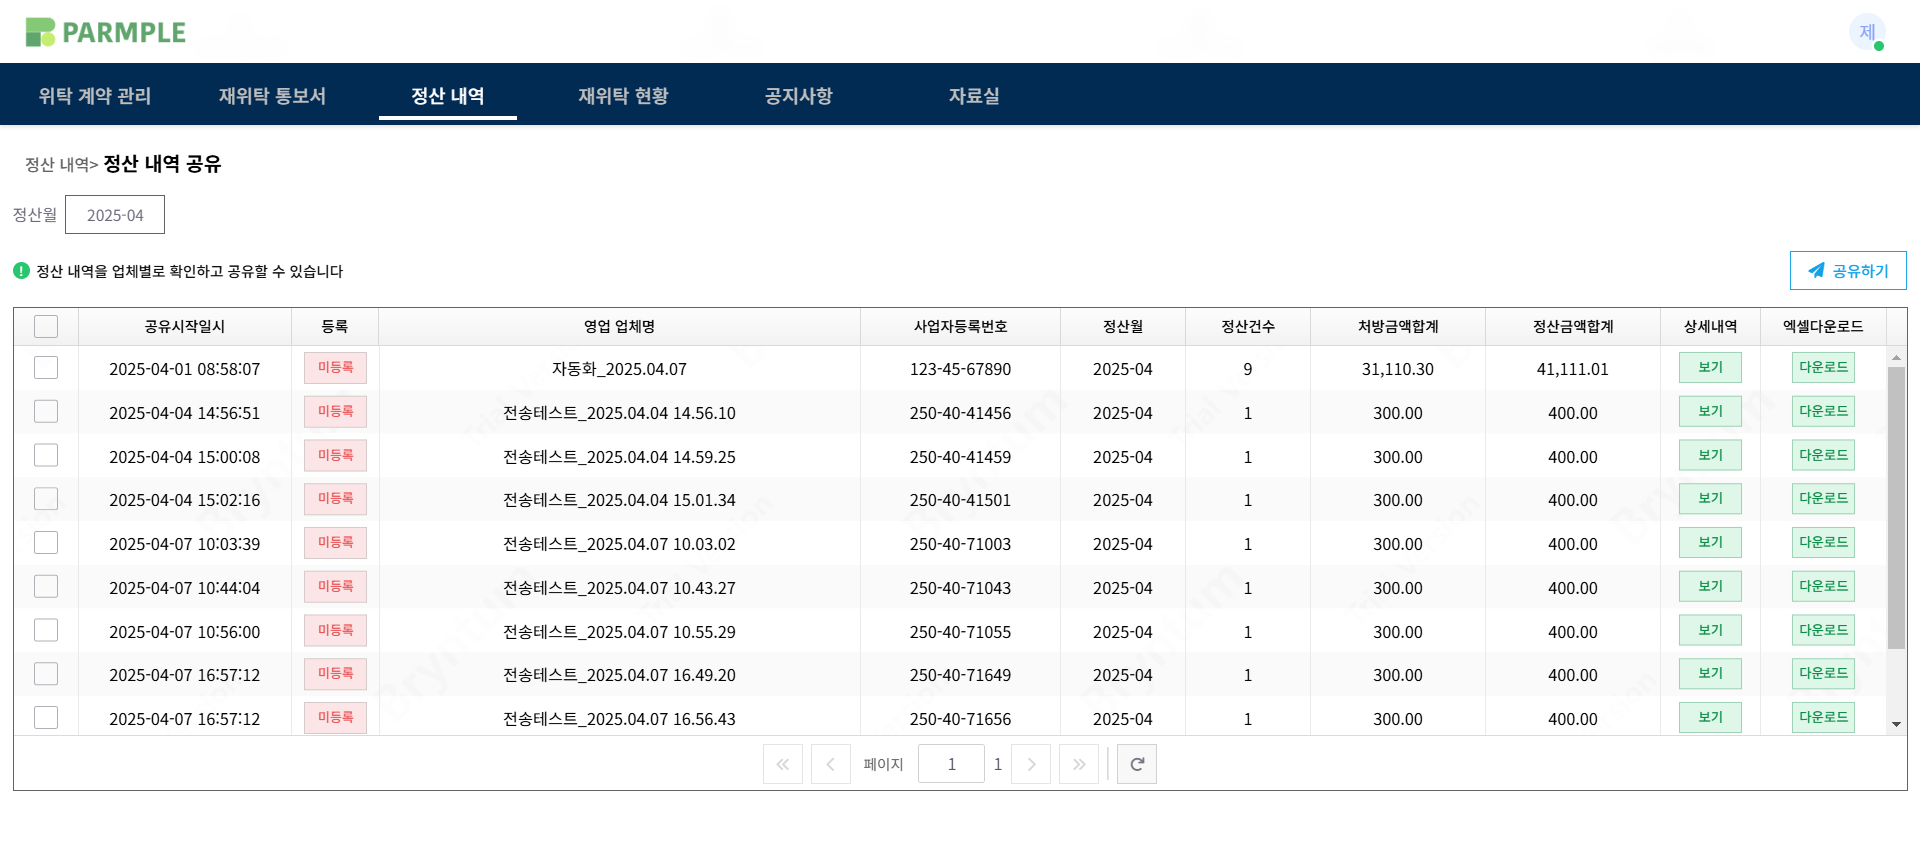 PARMPLE
제
위탁 계약 관리 재위탁 통보서 정산 내역 재위탁 현황 공지사항 자료실
정산 내역> 정산 내역 공유
정산월 2025-04
정산 내역을 업체별로 확인하고 공유할 수 있습니다 공유하기
공유시작일시 등록 영업 업체명 사업자등록번호 정산월 정산건수 처방금액합계 정산금액합계 상세내역 엑셀다운로드
2025-04-01 08:58:07 미등록 자동화_2025.04.07 123-45-67890 2025-04 9 31,110.30 41,111.01 보기 다운로드
2025-04-04 14:56:51 미등록 전송테스트_2025.04.04 14.56.10 250-40-41456 2025-04 1 300.00 400.00 보기 다운로드
2025-04-04 15:00:08 미등록 전송테스트_2025.04.04 14.59.25 250-40-41459 2025-04 1 300.00 400.00 보기 다운로드
2025-04-04 15:02:16 미등록 전송테스트_2025.04.04 15.01.34 250-40-41501 2025-04 1 300.00 400.00 보기 다운로드
2025-04-07 10:03:39 미등록 전송테스트_2025.04.07 10.03.02 250-40-71003 2025-04 1 300.00 400.00 보기 다운로드
2025-04-07 10:44:04 미등록 전송테스트_2025.04.07 10.43.27 250-40-71043 2025-04 1 300.00 400.00 보기 다운로드
2025-04-07 10:56:00 미등록 전송테스트_2025.04.07 10.55.29 250-40-71055 2025-04 1 300.00 400.00 보기 다운로드
2025-04-07 16:57:12 미등록 전송테스트_2025.04.07 16.49.20 250-40-71649 2025-04 1 300.00 400.00 보기 다운로드
2025-04-07 16:57:12 미등록 전송테스트_2025.04.07 16.56.43 250-40-71656 2025-04 1 300.00 400.00 보기 다운로드
페이지 1 1